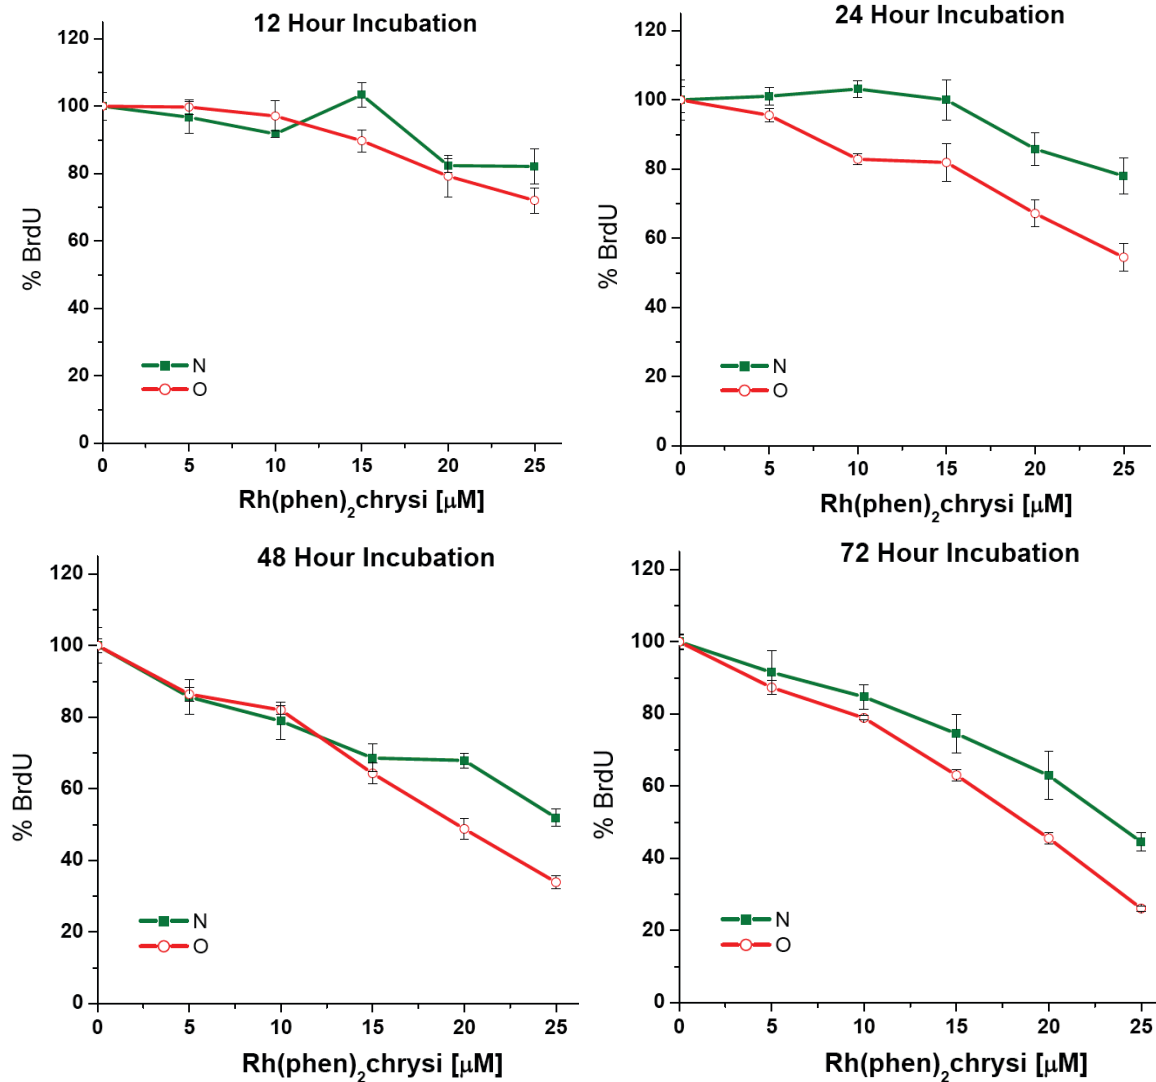 12 Hour Incubation
120
100
80
60
40
20
0
% BrdU
N
O
0 5 10 15 20 25
Rh(phen)₂chrysi [μM]
24 Hour Incubation
120
100
80
60
40
20
0
% BrdU
N
O
0 5 10 15 20 25
Rh(phen)₂chrysi [μM]
48 Hour Incubation
120
100
80
60
40
20
0
% BrdU
N
O
0 5 10 15 20 25
Rh(phen)₂chrysi [μM]
72 Hour Incubation
120
100
80
60
40
20
0
% BrdU
N
O
0 5 10 15 20 25
Rh(phen)₂chrysi [μM]